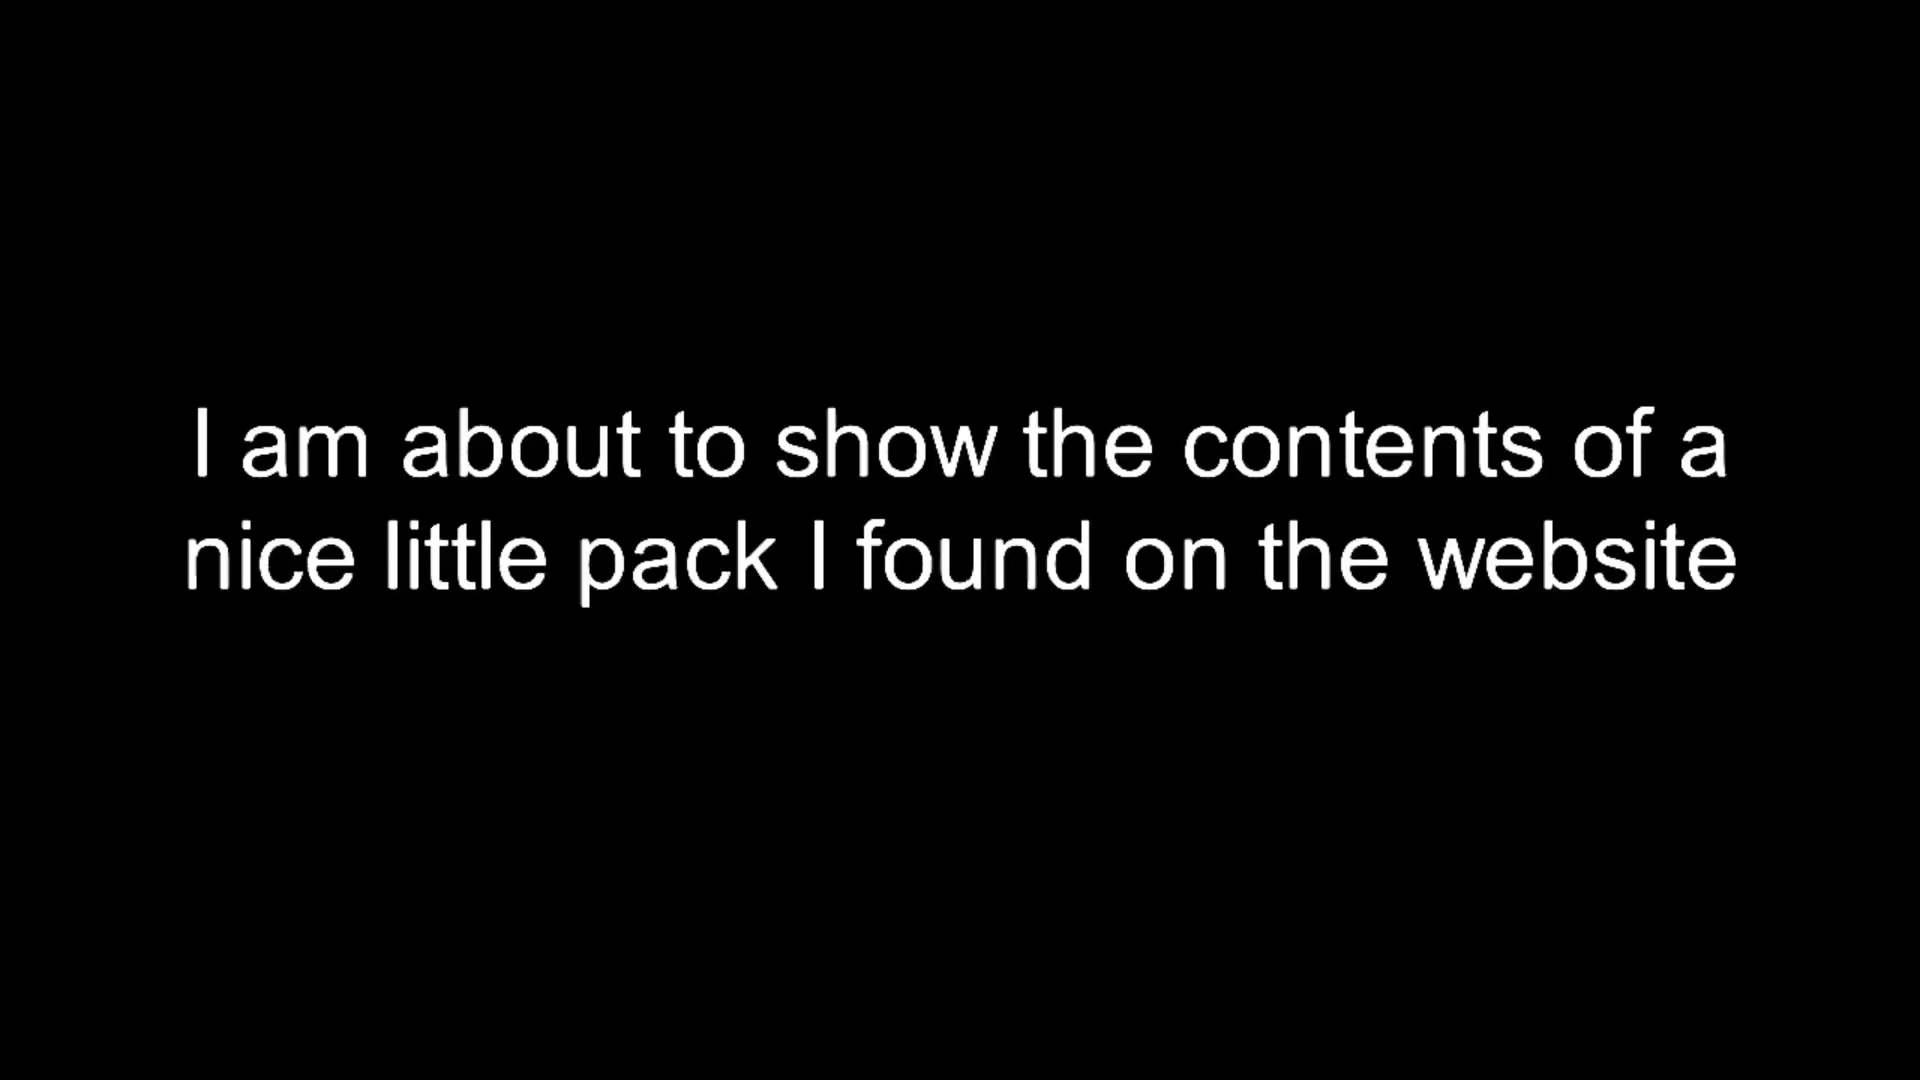 I am about to show the contents of a
nice little pack I found on the website